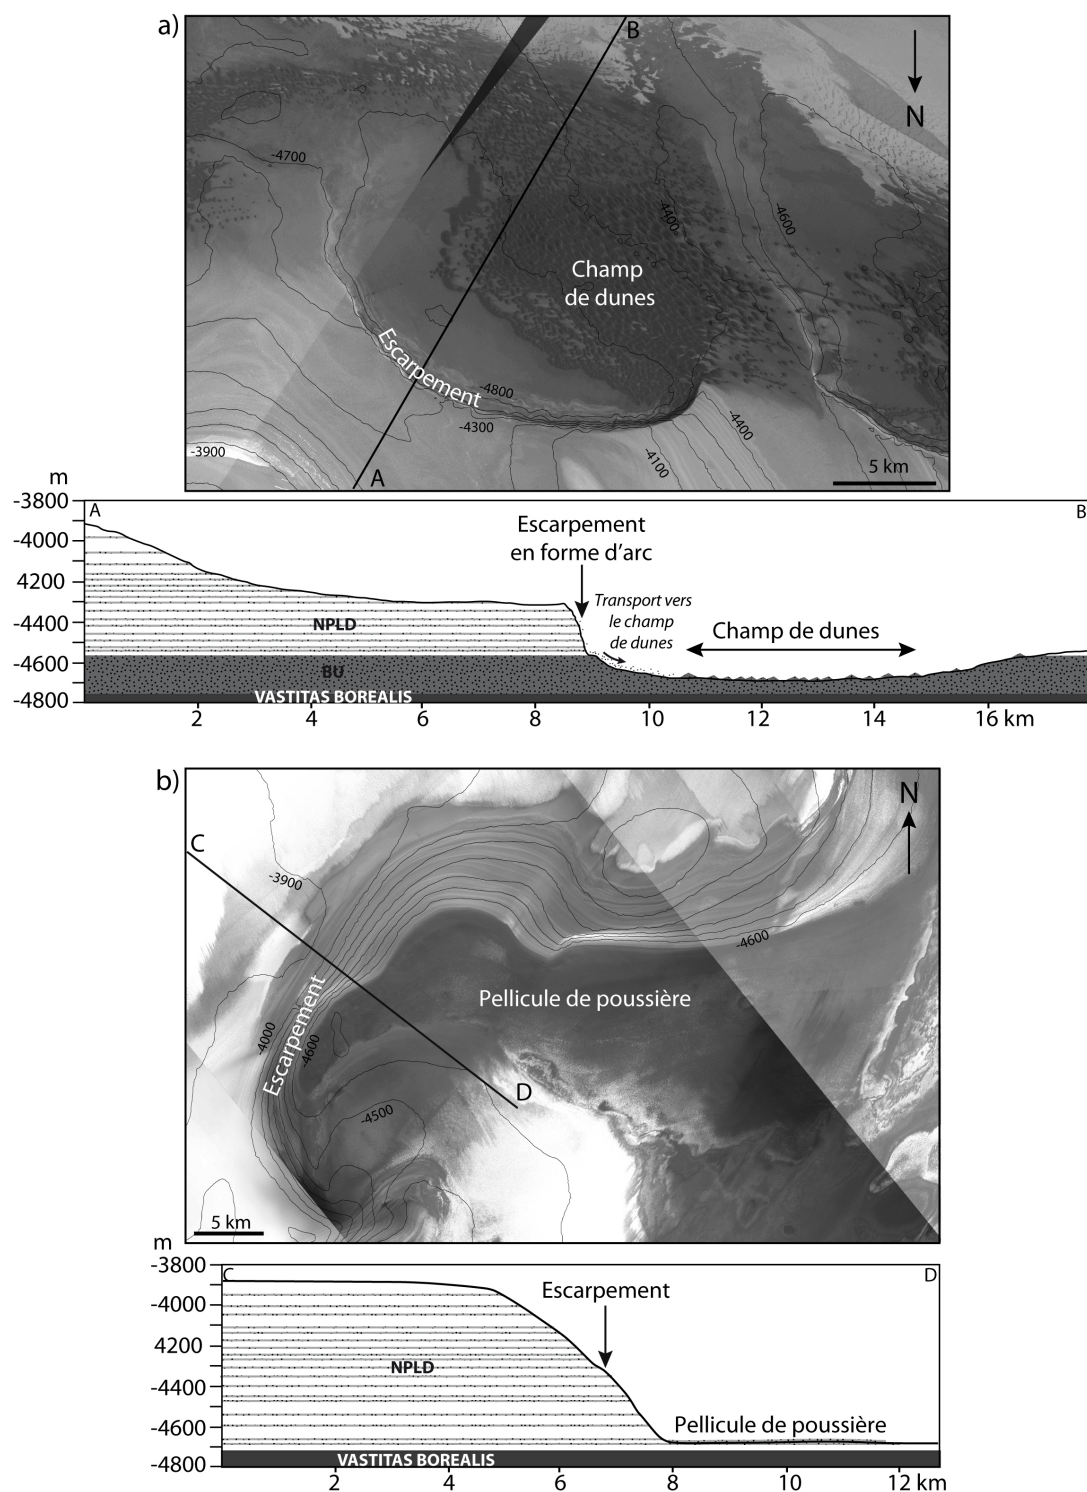 a)
B
N
-4700
-4400
-4600
Champ
de dunes
Escarpement
-4800
-4300
-4400
-3900
-4100
A
5 km
m
-3800
A
B
-4000
4200
-4400
-4600
-4800
Escarpement
en forme d'arc
Transport vers
le champ
de dunes
Champ de dunes
NPLD
BU
VASTITAS BOREALIS
2
4
6
8
10
12
14
16 km
b)
N
C
-3900
-4600
Pellicule de poussière
Escarpement
-4000
-4600
D
-4500
5 km
m
-3800
C
D
-4000
4200
-4400
-4600
-4800
Escarpement
NPLD
Pellicule de poussière
VASTITAS BOREALIS
2
4
6
8
10
12 km